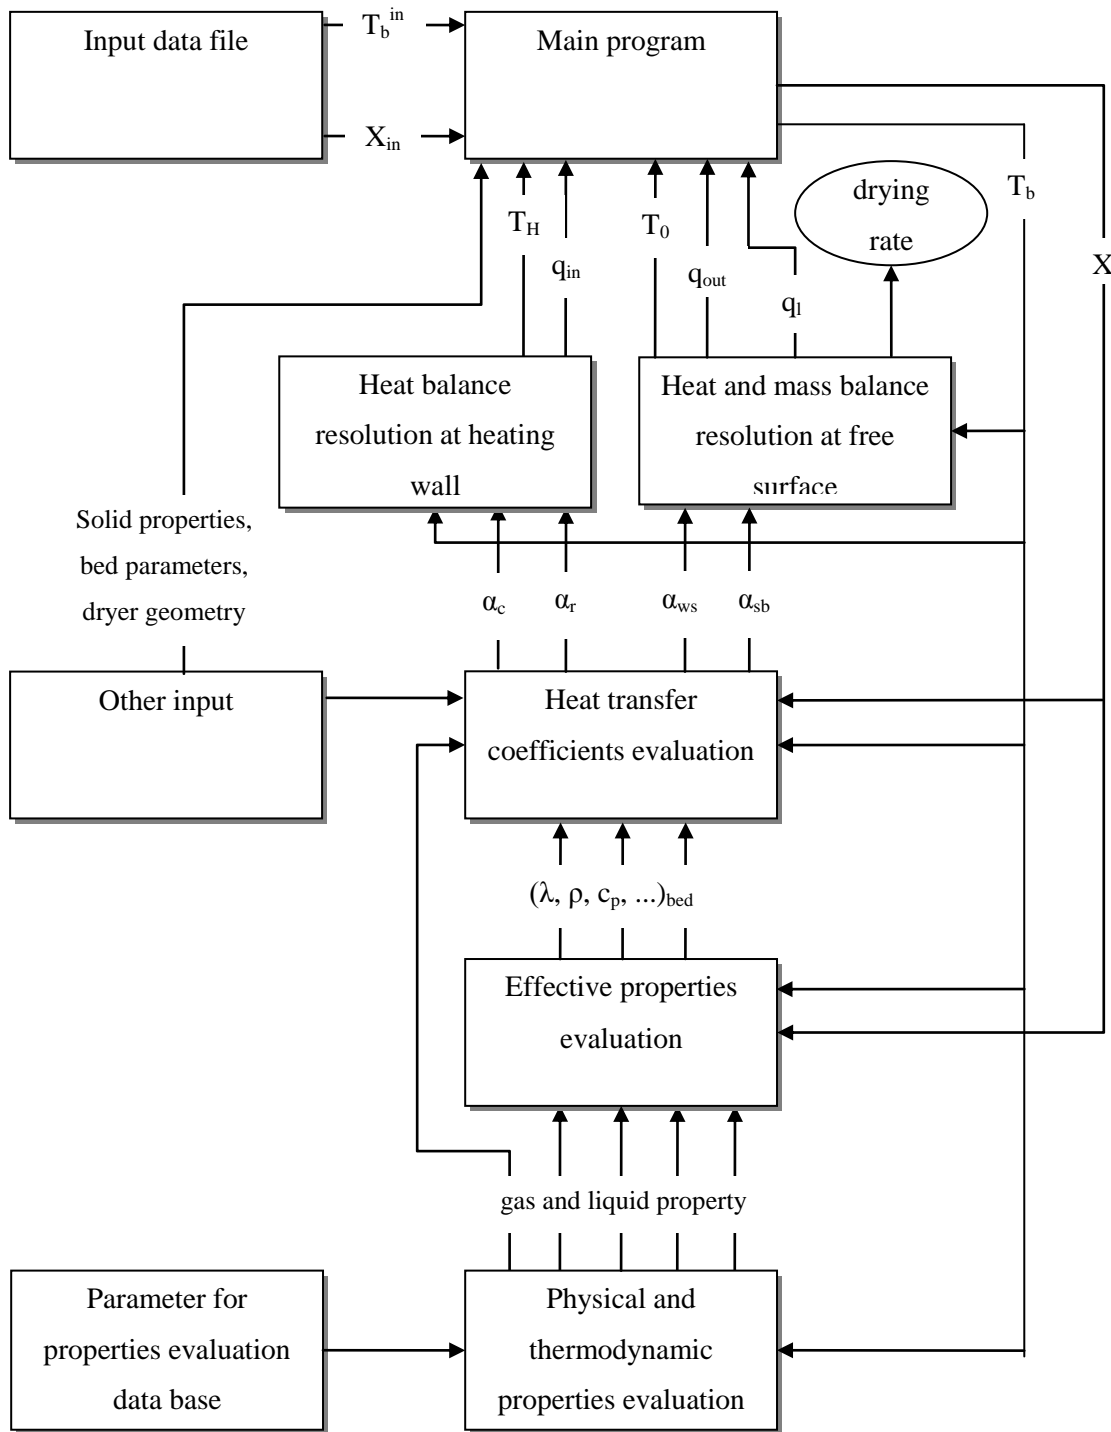 Input data file
T_b^in
X_in
Main program
T_H
q_in
T_0
q_out
q_l
drying
rate
T_b
X
Heat balance
resolution at heating
wall
Heat and mass balance
resolution at free
surface
Solid properties,
bed parameters,
dryer geometry
α_c
α_r
α_ws
α_sb
Other input
Heat transfer
coefficients evaluation
(λ, ρ, c_p, ...)_bed
Effective properties
evaluation
gas and liquid property
Parameter for
properties evaluation
data base
Physical and
thermodynamic
properties evaluation